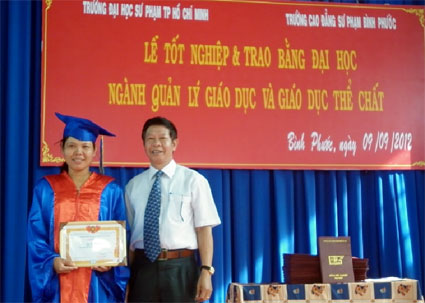 TRƯỜNG ĐẠI HỌC SƯ PHẠM TP HỒ CHÍ MINH
TRƯỜNG CAO ĐẲNG SƯ PHẠM BÌNH PHƯỚC
LỄ TỐT NGHIỆP & TRAO BẰNG ĐẠI HỌC
NGÀNH QUẢN LÝ GIÁO DỤC VÀ GIÁO DỤC THỂ CHẤT
Bình Phước, ngày 09/09/2012